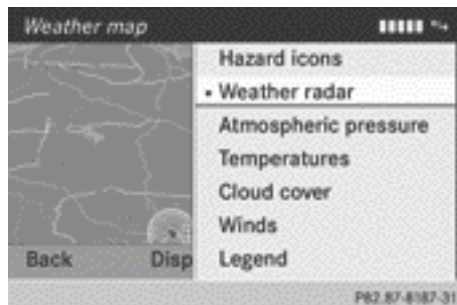 Weather map
Hazard icons
• Weather radar
Atmospheric pressure
Temperatures
Cloud cover
Winds
Back Disp Legend
P82.87-8187-31